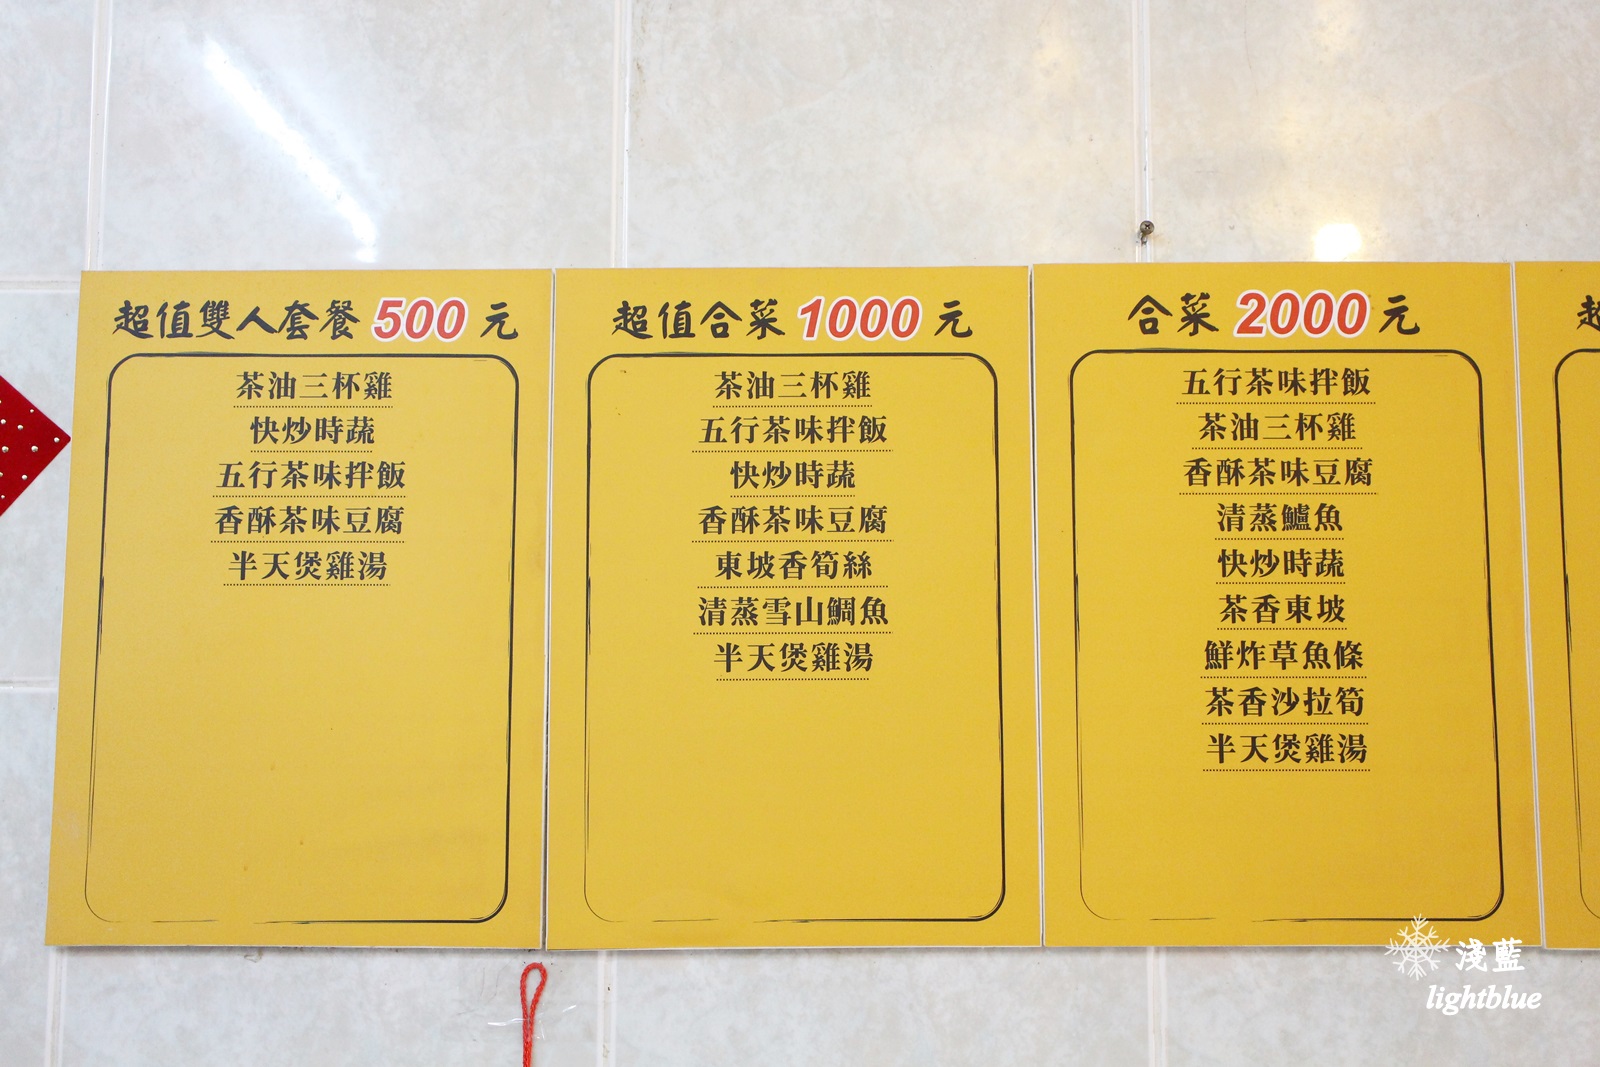 超值雙人套餐 500 元
茶油三杯雞
快炒時蔬
五行茶味拌飯
香酥茶味豆腐
半天煲雞湯
超值合菜 1000 元
茶油三杯雞
五行茶味拌飯
快炒時蔬
香酥茶味豆腐
東坡香筍絲
清蒸雪山鯛魚
半天煲雞湯
合菜 2000 元
五行茶味拌飯
茶油三杯雞
香酥茶味豆腐
清蒸鱸魚
快炒時蔬
茶香東坡
鮮炸草魚條
茶香沙拉筍
半天煲雞湯
淺藍
lightblue